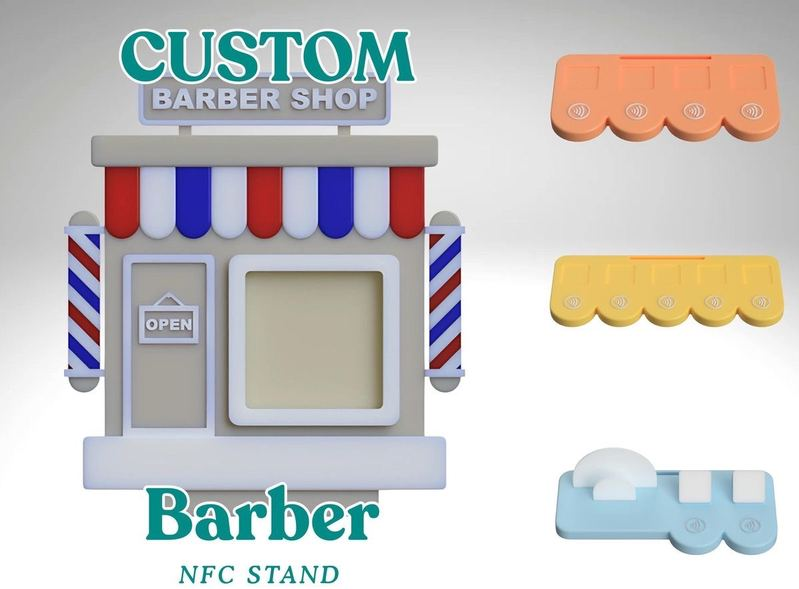 CUSTOM
BARBER SHOP
OPEN
Barber
NFC STAND